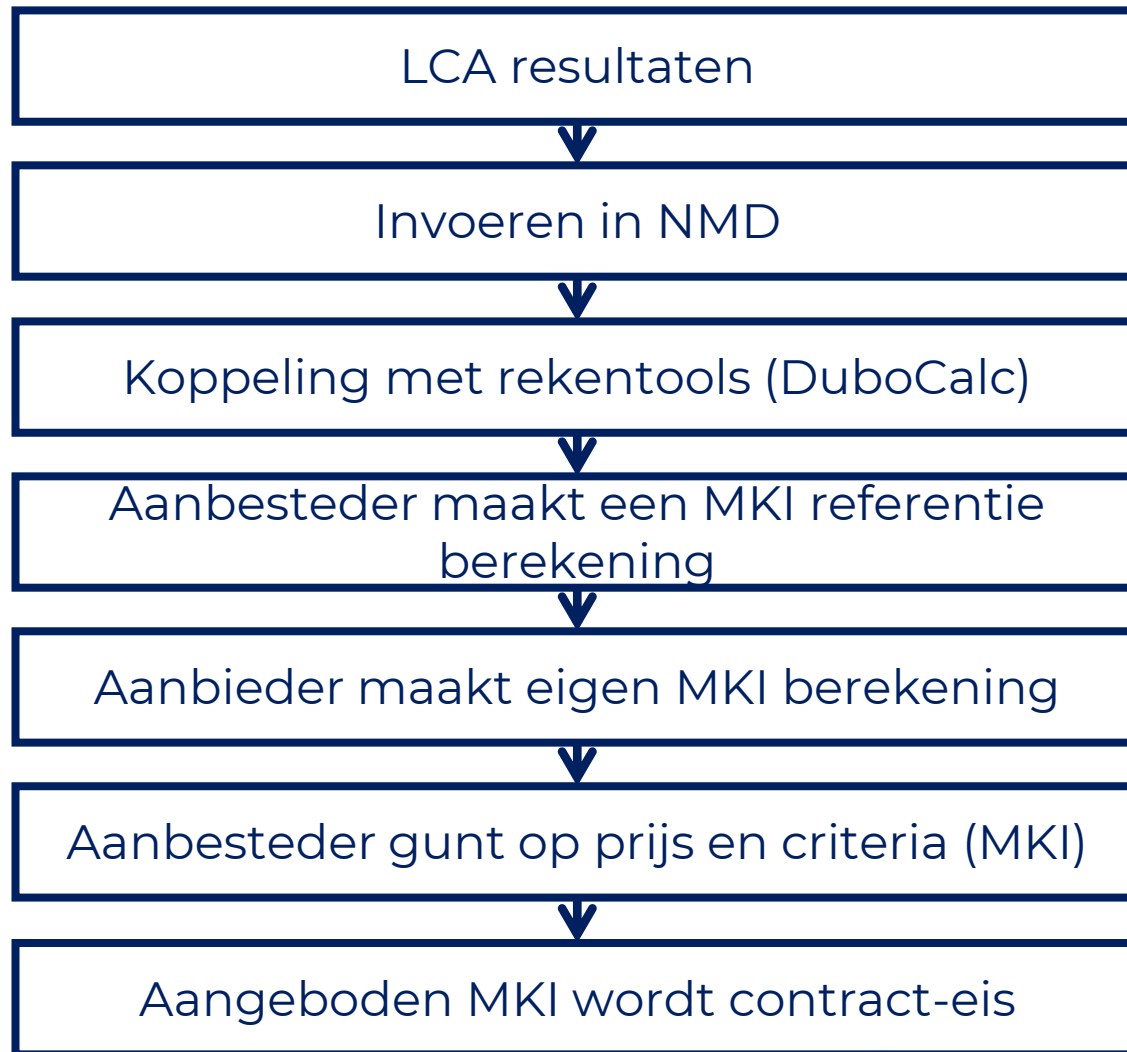 LCA resultaten
Invoeren in NMD
Koppeling met rekentools (DuboCalc)
Aanbesteder maakt een MKI referentie
berekening
Aanbieder maakt eigen MKI berekening
Aanbesteder gunt op prijs en criteria (MKI)
Aangeboden MKI wordt contract-eis